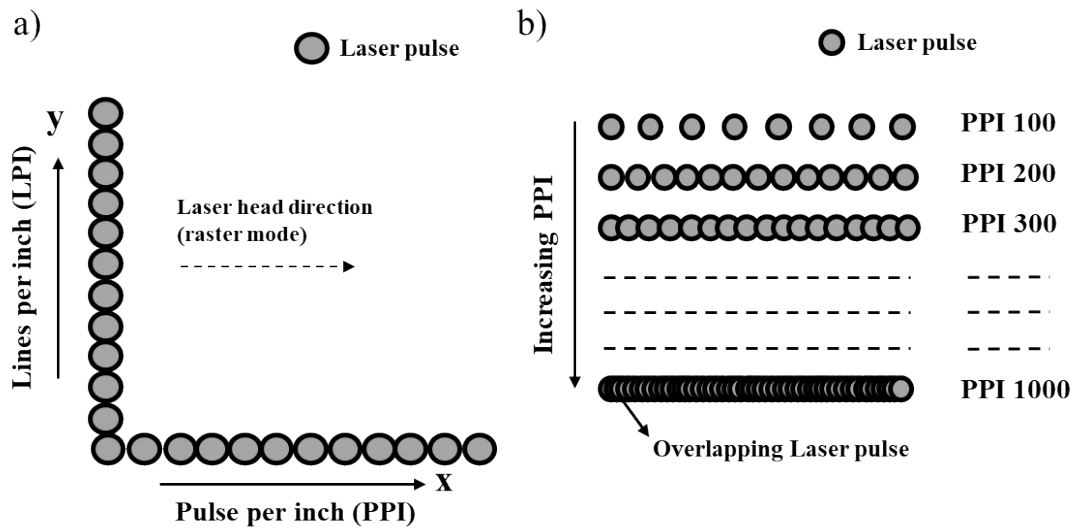 a)
Laser pulse
y
Lines per inch (LPI)
Laser head direction
(raster mode)
x
Pulse per inch (PPI)
b)
Laser pulse
Increasing PPI
PPI 100
PPI 200
PPI 300
PPI 1000
Overlapping Laser pulse